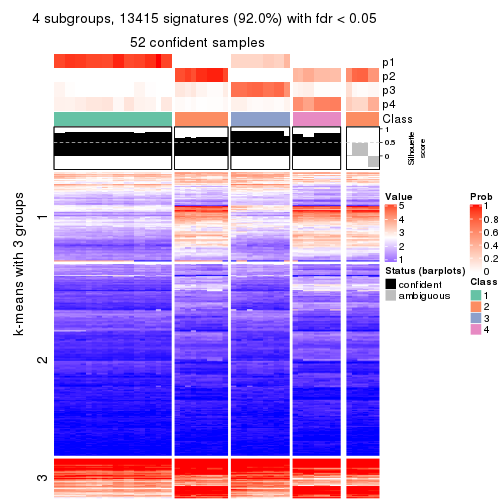 4 subgroups, 13415 signatures (92.0%) with fdr < 0.05
52 confident samples
p1
p2
p3
p4
Class
1
0.5
0
Silhouette
score
k-means with 3 groups
1
2
3
Value
5
4
3
2
1
Status (barplots)
confident
ambiguous
Prob
1
0.8
0.6
0.4
0.2
0
Class
1
2
3
4